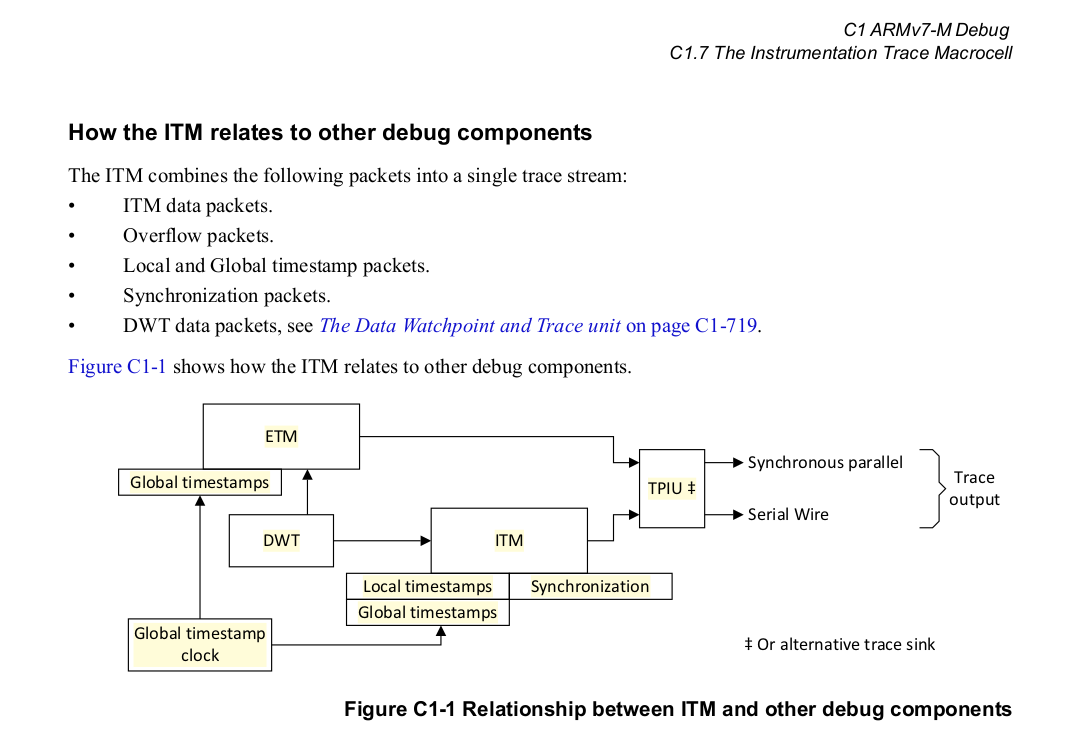 C1 ARMv7-M Debug
C1.7 The Instrumentation Trace Macrocell
How the ITM relates to other debug components
The ITM combines the following packets into a single trace stream:
• ITM data packets.
• Overflow packets.
• Local and Global timestamp packets.
• Synchronization packets.
• DWT data packets, see The Data Watchpoint and Trace unit on page C1-719.
Figure C1-1 shows how the ITM relates to other debug components.
ETM
Global timestamps
DWT
ITM
Local timestamps
Synchronization
Global timestamps
Global timestamp
clock
TPIU ‡
Synchronous parallel
Serial Wire
Trace
output
‡ Or alternative trace sink
Figure C1-1 Relationship between ITM and other debug components